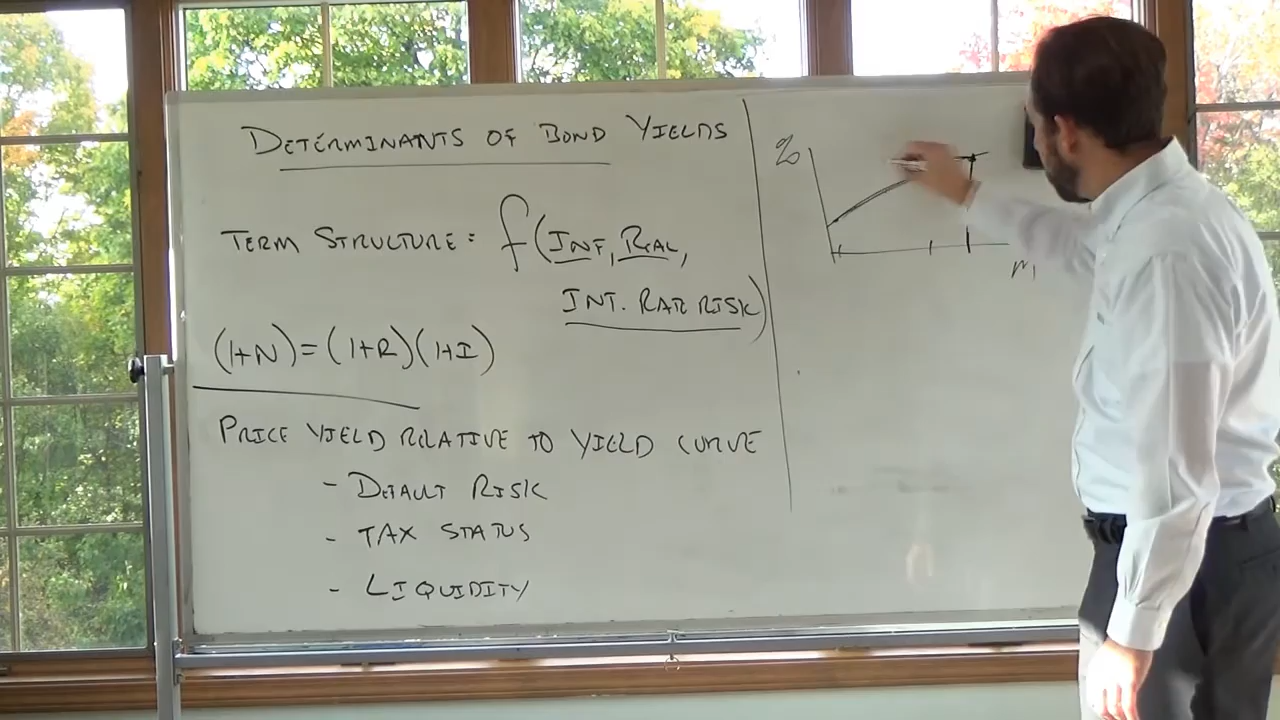 DETERMINANTS OF BOND YIELDS
TERM STRUCTURE: f(INF, REAL,
INT. RATE RISK)
(1+N)=(1+R)(1+I)
PRICE YIELD RELATIVE TO YIELD CURVE
- DEFAULT RISK
- TAX STATUS
- LIQUIDITY
%